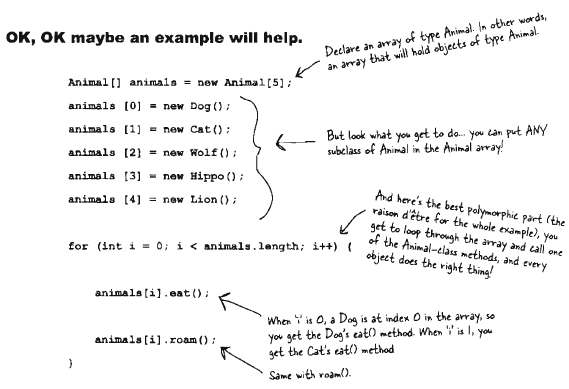 OK, OK maybe an example will help.
Declare an array of type Animal. In other words,
an array that will hold objects of type Animal.
Animal[] animals = new Animal[5];
animals [0] = new Dog();
animals [1] = new Cat();
animals [2] = new Wolf();
animals [3] = new Hippo();
animals [4] = new Lion();
But look what you get to do... you can put ANY
subclass of Animal in the Animal array!
And here's the best polymorphic part (the
raison d'être for the whole example), you
get to loop through the array and call one
of the Animal-class methods, and every
object does the right thing!
for (int i = 0; i < animals.length; i++) {
animals[i].eat();
When 'i' is 0, a Dog is at index 0 in the array, so
you get the Dog's eat() method. When 'i' is 1, you
get the Cat's eat() method
animals[i].roam();
Same with roam().
}